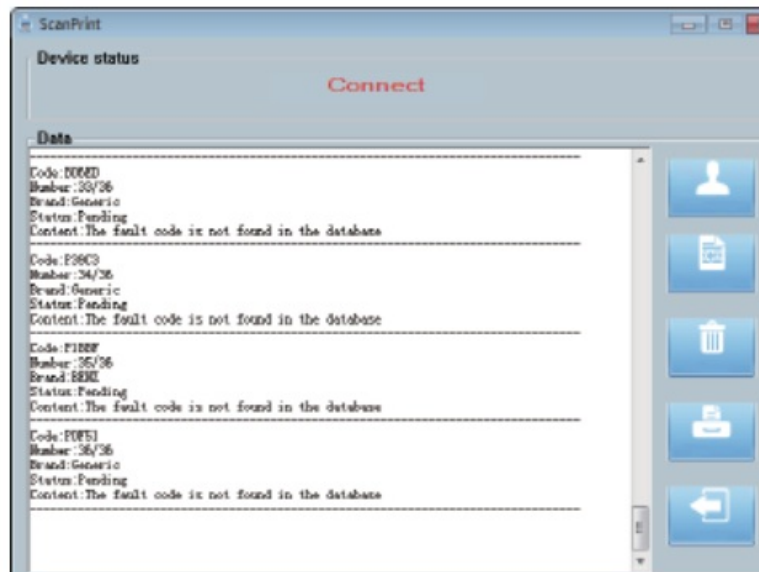 ScanPrint
Device status
Connect
Data
Number:33/36
Brand:Generic
Status:Pending
Content:The fault code is not found in the database
Code:P38C3
Number:34/36
Brand:Generic
Status:Pending
Content:The fault code is not found in the database
Number:35/36
Brand:BENZ
Status:Pending
Content:The fault code is not found in the database
Number:36/36
Brand:Generic
Status:Pending
Content:The fault code is not found in the database